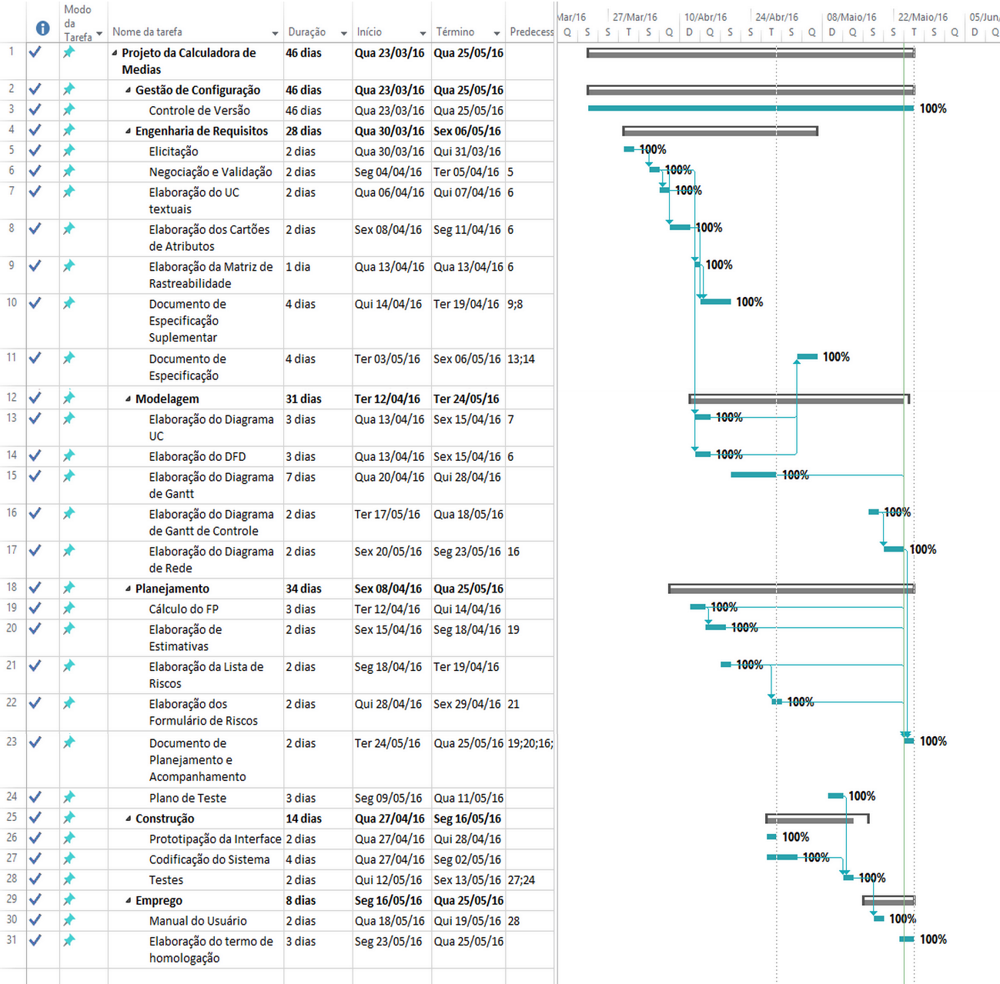 Modo
da
Tarefa Nome da tarefa Duração Início Término Predecess
Mar/16 27/Mar/16 10/Abr/16 24/Abr/16 08/Maio/16 22/Maio/16 05/Jun/
Q S S T Q D Q S S T S Q D Q S S T S Q D Q
1 Projeto da Calculadora de 46 dias Qua 23/03/16 Qua 25/05/16
Medias
2 Gestão de Configuração 46 dias Qua 23/03/16 Qua 25/05/16
3 Controle de Versão 46 dias Qua 23/03/16 Qua 25/05/16 100%
4 Engenharia de Requisitos 28 dias Qua 30/03/16 Sex 06/05/16
5 Elicitação 2 dias Qua 30/03/16 Qui 31/03/16 100%
6 Negociação e Validação 2 dias Seg 04/04/16 Ter 05/04/16 5 100%
7 Elaboração do UC 2 dias Qua 06/04/16 Qui 07/04/16 6 100%
textuais
8 Elaboração dos Cartões 2 dias Sex 08/04/16 Seg 11/04/16 6 100%
de Atributos
9 Elaboração da Matriz de 1 dia Qua 13/04/16 Qua 13/04/16 6 100%
Rastreabilidade
10 Documento de 4 dias Qui 14/04/16 Ter 19/04/16 9;8 100%
Especificação
Suplementar
11 Documento de 4 dias Ter 03/05/16 Sex 06/05/16 13;14 100%
Especificação
12 Modelagem 31 dias Ter 12/04/16 Ter 24/05/16
13 Elaboração do Diagrama 3 dias Qua 13/04/16 Sex 15/04/16 7 100%
UC
14 Elaboração do DFD 3 dias Qua 13/04/16 Sex 15/04/16 6 100%
15 Elaboração do Diagrama 7 dias Qua 20/04/16 Qui 28/04/16 100%
de Gantt
16 Elaboração do Diagrama 2 dias Ter 17/05/16 Qua 18/05/16 100%
de Gantt de Controle
17 Elaboração do Diagrama 2 dias Sex 20/05/16 Seg 23/05/16 16 100%
de Rede
18 Planejamento 34 dias Sex 08/04/16 Qua 25/05/16
19 Cálculo do FP 3 dias Ter 12/04/16 Qui 14/04/16 100%
20 Elaboração de 2 dias Sex 15/04/16 Seg 18/04/16 19 100%
Estimativas
21 Elaboração da Lista de 2 dias Seg 18/04/16 Ter 19/04/16 100%
Riscos
22 Elaboração dos 2 dias Qui 28/04/16 Sex 29/04/16 21 100%
Formulário de Riscos
23 Documento de 2 dias Ter 24/05/16 Qua 25/05/16 19;20;16; 100%
Planejamento e
Acompanhamento
24 Plano de Teste 3 dias Seg 09/05/16 Qua 11/05/16 100%
25 Construção 14 dias Qua 27/04/16 Seg 16/05/16
26 Prototipação da Interface 2 dias Qua 27/04/16 Qui 28/04/16 100%
27 Codificação do Sistema 4 dias Qua 27/04/16 Seg 02/05/16 100%
28 Testes 2 dias Qui 12/05/16 Sex 13/05/16 27;24 100%
29 Emprego 8 dias Seg 16/05/16 Qua 25/05/16
30 Manual do Usuário 2 dias Qua 18/05/16 Qui 19/05/16 28 100%
31 Elaboração do termo de 3 dias Seg 23/05/16 Qua 25/05/16 100%
homologação